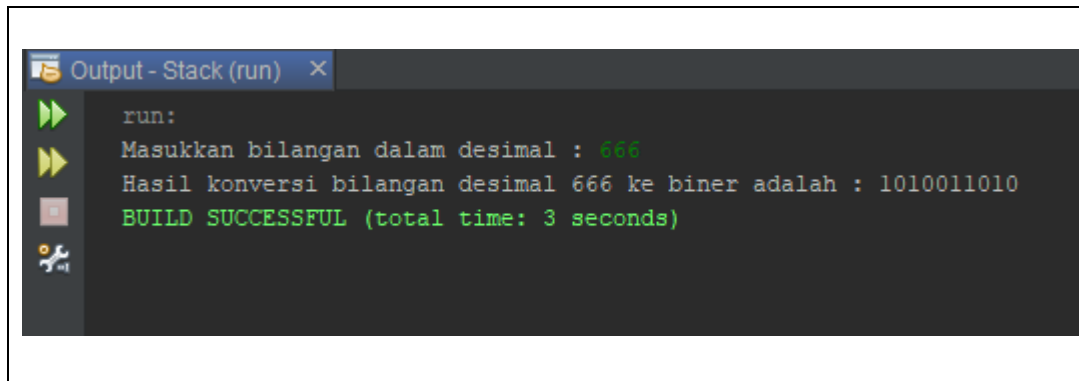 Output - Stack (run)
run:
Masukkan bilangan dalam desimal : 666
Hasil konversi bilangan desimal 666 ke biner adalah : 1010011010
BUILD SUCCESSFUL (total time: 3 seconds)